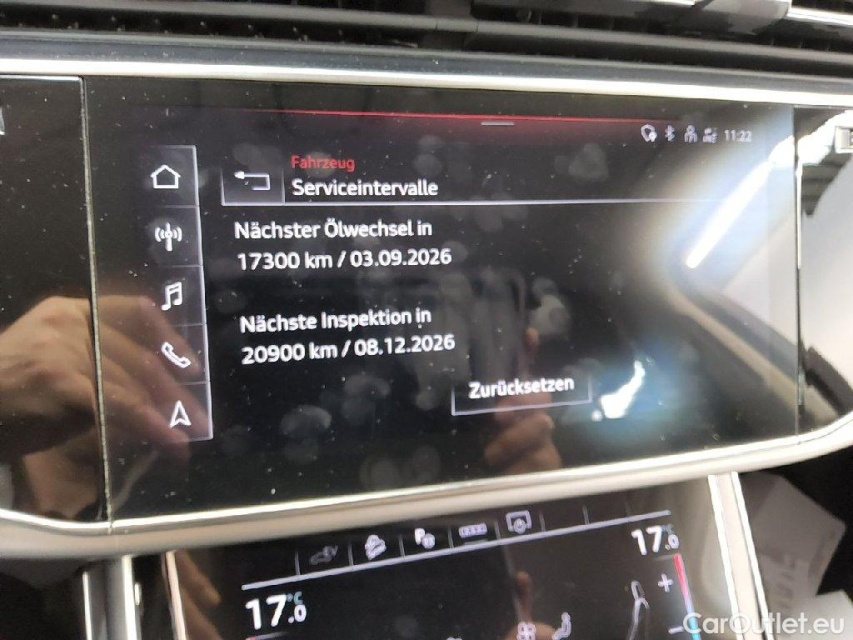 11:22
Fahrzeug
Serviceintervalle
Nächster Ölwechsel in
17300 km / 03.09.2026
Nächste Inspektion in
20900 km / 08.12.2026
Zurücksetzen
17.0°C
17.0
CarOutlet.eu